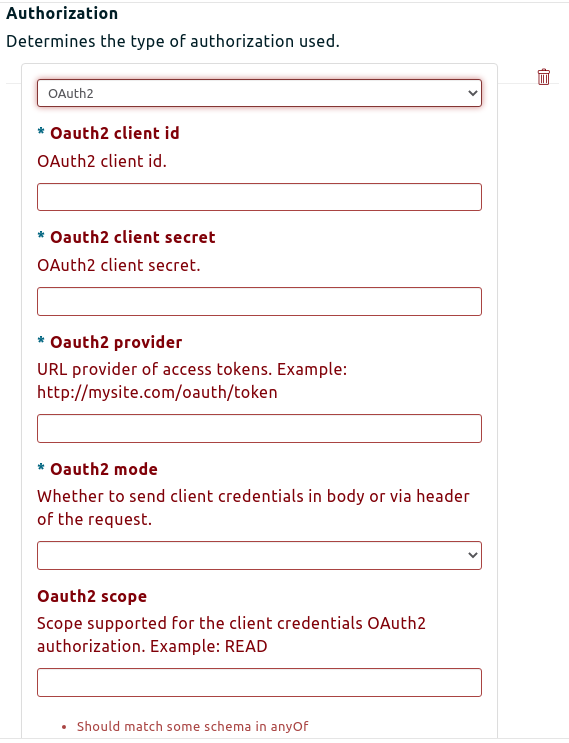 Authorization
Determines the type of authorization used.
OAuth2
* Oauth2 client id
OAuth2 client id.
* Oauth2 client secret
OAuth2 client secret.
* Oauth2 provider
URL provider of access tokens. Example:
http://mysite.com/oauth/token
* Oauth2 mode
Whether to send client credentials in body or via header
of the request.
Oauth2 scope
Scope supported for the client credentials OAuth2
authorization. Example: READ
• Should match some schema in anyOf